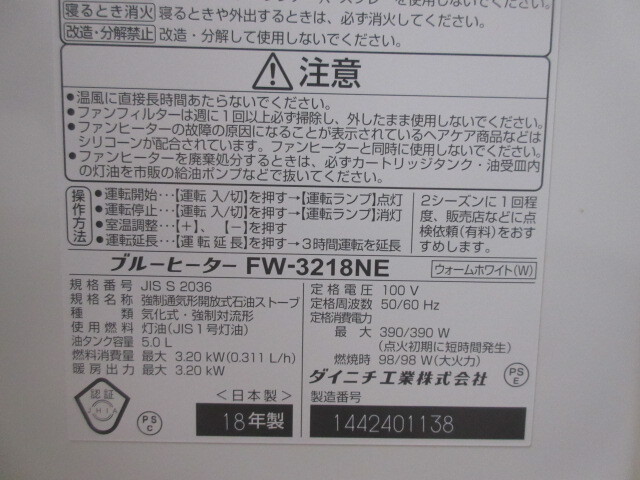 を使用しないでください。
寝るとき消火 寝るときや外出するときは、必ず消火してください。
改造・分解禁止 改造・分解して使用しないでください。
注意
●温風に直接長時間あたらないでください。
●ファンフィルターは週に1回以上必ず掃除し、外したまま使用しないでください。
●ファンヒーターの故障の原因になることが表示されているヘアケア商品などは
シリコーンが配合されています。ファンヒーターと同時に使用しないでください。
●ファンヒーターを廃棄処分するときは、必ずカートリッジタンク・油受皿内
の灯油を市販の給油ポンプなどで抜いてください。
操作方法
●運転開始…【運転 入/切】を押す→【運転ランプ】点灯
●運転停止…【運転 入/切】を押す→【運転ランプ】消灯
●室温調整…【+】、【-】を押す
●運転延長…【運転延長】を押す→3時間運転を延長
2シーズンに1回程
度、販売店などに点
検依頼(有料)をおす
すめします。
ブルーヒーター FW-3218NE ウォームホワイト(W)
規格番号 JIS S 2036
規格名称 強制通気形開放式石油ストーブ
種類 気化式・強制対流形
使用燃料 灯油(JIS1号灯油)
油タンク容量 5.0 L
燃料消費量 最大 3.20 kW(0.311 L/h)
暖房出力 最大 3.20 kW
定格電圧 100 V
定格周波数 50/60 Hz
定格消費電力
最大 390/390 W
(点火初期に短時間発生)
燃焼時 98/98 W(大火力)
ダイニチ工業株式会社
PS
E
認証
JHIA
PS
C
<日本製>
18年製
製造番号
1442401138